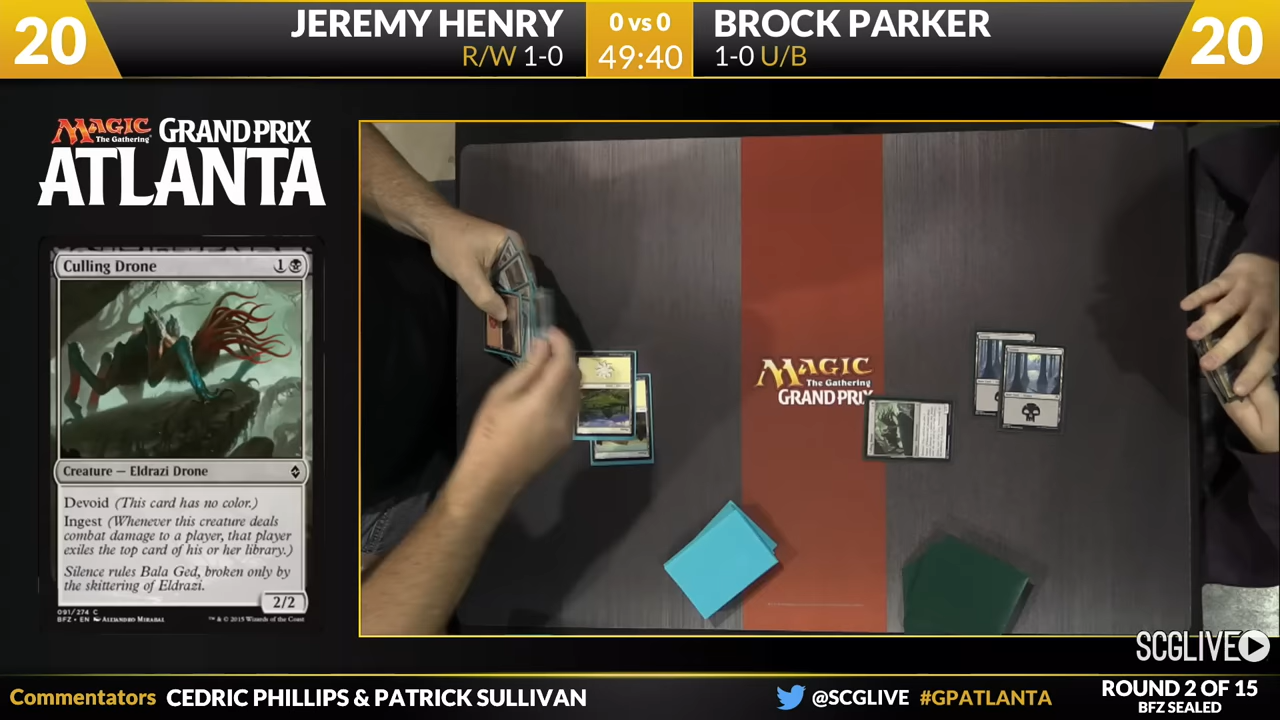 20
JEREMY HENRY
R/W 1-0
0 vs 0
49:40
BROCK PARKER
1-0 U/B
20
MAGIC
The Gathering
GRAND PRIX
ATLANTA
Culling Drone
1
Creature — Eldrazi Drone
Devoid (This card has no color.)
Ingest (Whenever this creature deals
combat damage to a player, that player
exiles the top card of his or her library.)
Silence rules Bala Ged, broken only by
the skittering of Eldrazi.
2/2
091/274 C
BFZ • EN ALEJANDRO MIRABAL
™ & © 2015 Wizards of the Coast
MAGIC
The Gathering
GRAND PRIX
SCGLIVE
Commentators CEDRIC PHILLIPS & PATRICK SULLIVAN
@SCGLIVE #GPATLANTA
ROUND 2 OF 15
BFZ SEALED